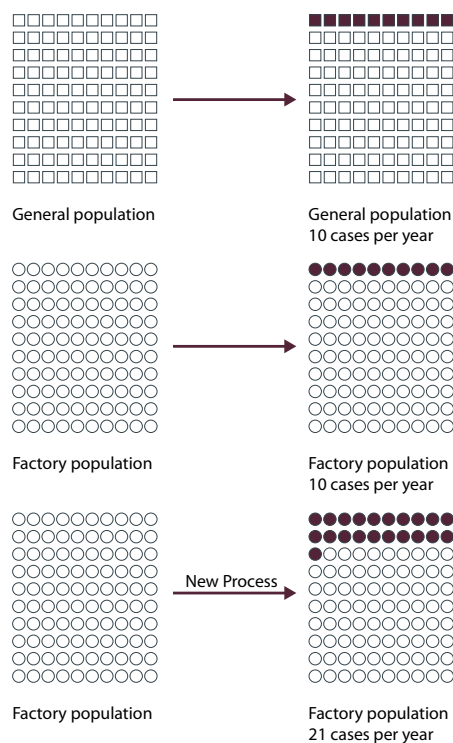 General population
General population
10 cases per year
Factory population
Factory population
10 cases per year
New Process
Factory population
Factory population
21 cases per year